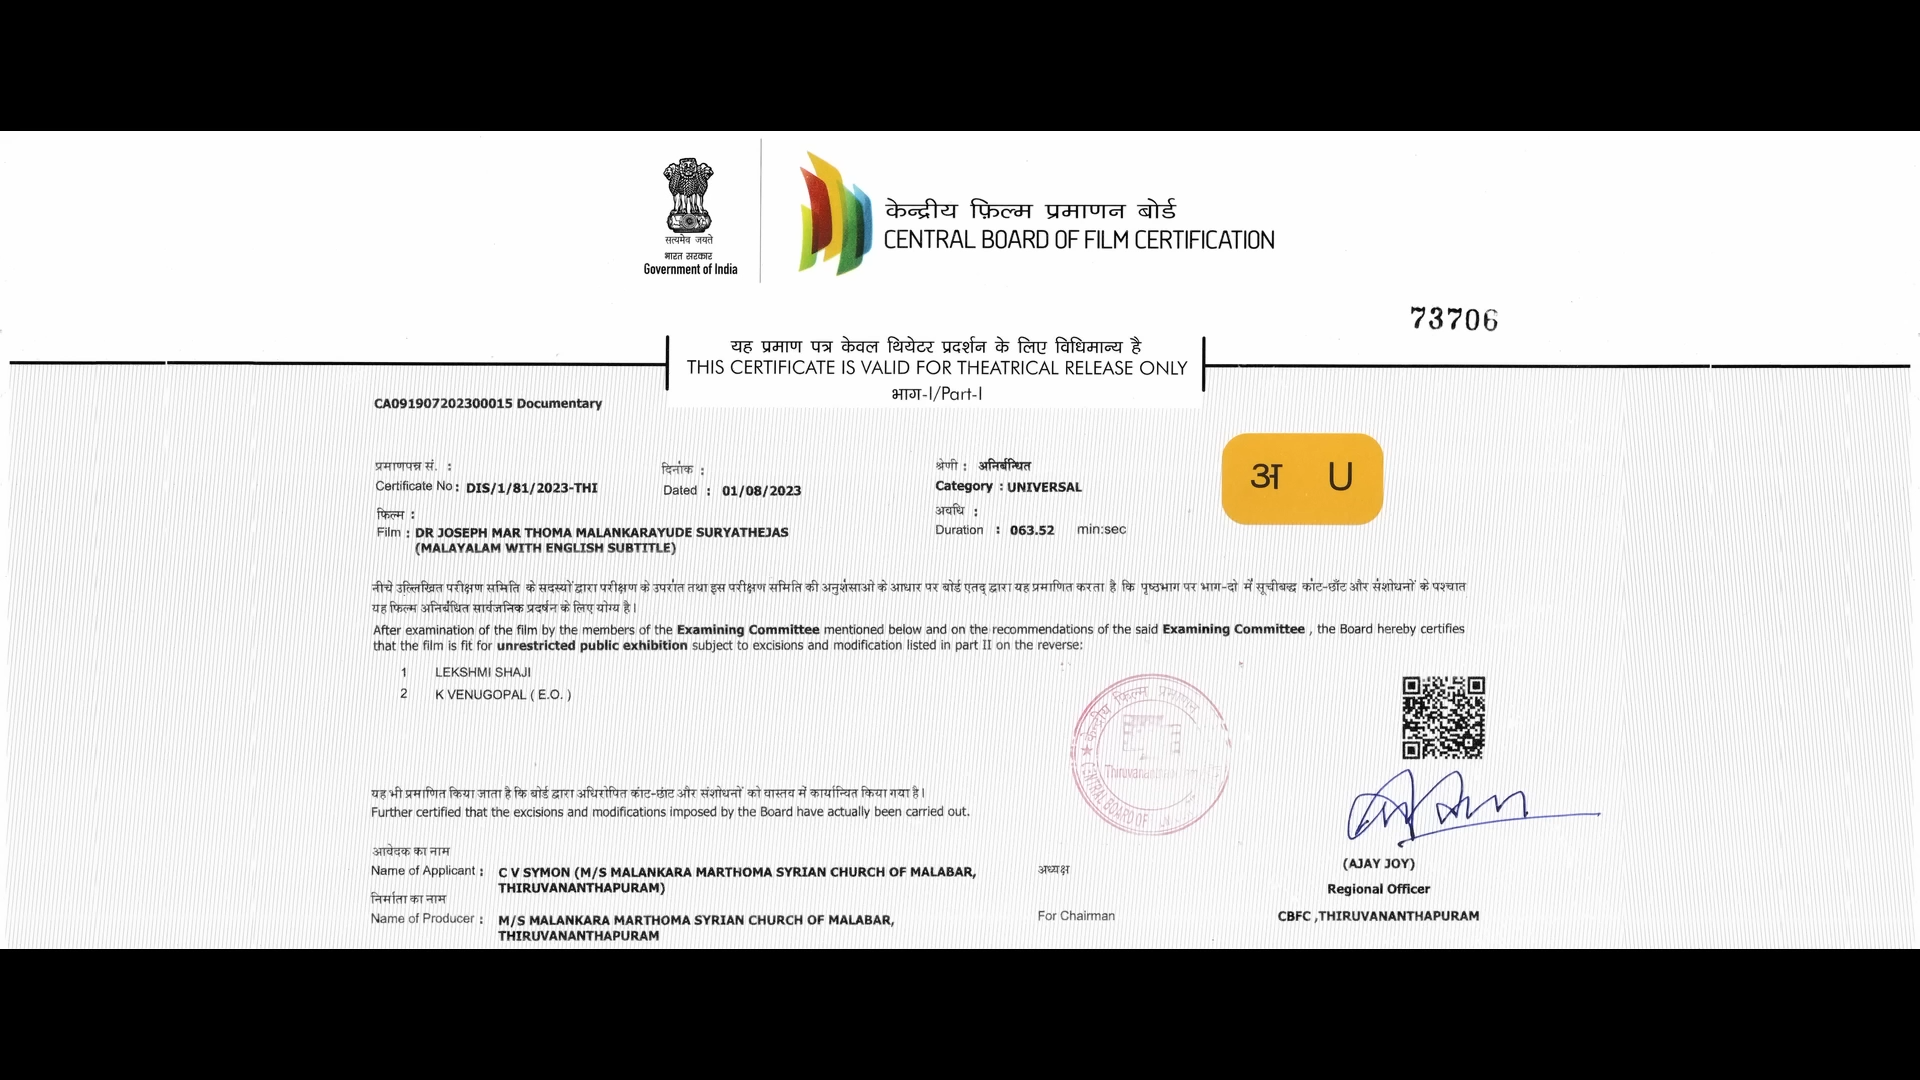 सत्यमेव जयते
भारत सरकार
Government of India
केन्द्रीय फ़िल्म प्रमाणन बोर्ड
CENTRAL BOARD OF FILM CERTIFICATION
73706
यह प्रमाण पत्र केवल थियेटर प्रदर्शन के लिए विधिमान्य है
THIS CERTIFICATE IS VALID FOR THEATRICAL RELEASE ONLY
भाग-I/Part-I
CA091907202300015 Documentary
प्रमाणपत्र सं. :
Certificate No : DIS/1/81/2023-THI
दिनांक :
Dated : 01/08/2023
श्रेणी : अनिर्बन्धित
Category : UNIVERSAL
अ U
फिल्म :
Film : DR JOSEPH MAR THOMA MALANKARAYUDE SURYATHEJAS
(MALAYALAM WITH ENGLISH SUBTITLE)
अवधि :
Duration : 063.52 min:sec
नीचे उल्लिखित परीक्षण समिति के सदस्यों द्वारा परीक्षण के उपरांत तथा इस परीक्षण समिति की अनुशंसाओं के आधार पर बोर्ड एतद् द्वारा यह प्रमाणित करता है कि पृष्ठभाग पर भाग-दो में सूचीबद्ध कांट-छाँट और संशोधनों के पश्चात
यह फिल्म अनिर्बंधित सार्वजनिक प्रदर्षन के लिए योग्य है।
After examination of the film by the members of the Examining Committee mentioned below and on the recommendations of the said Examining Committee , the Board hereby certifies
that the film is fit for unrestricted public exhibition subject to excisions and modification listed in part II on the reverse:
1 LEKSHMI SHAJI
2 K VENUGOPAL ( E.O. )
केन्द्रीय फिल्म प्रमाणन
CENTRAL BOARD OF
यह भी प्रमाणित किया जाता है कि बोर्ड द्वारा अधिरोपित कांट-छांट और संशोधनों को वास्तव में कार्यान्वित किया गया है।
Further certified that the excisions and modifications imposed by the Board have actually been carried out.
आवेदक का नाम
Name of Applicant : C V SYMON (M/S MALANKARA MARTHOMA SYRIAN CHURCH OF MALABAR,
THIRUVANANTHAPURAM)
निर्माता का नाम
Name of Producer : M/S MALANKARA MARTHOMA SYRIAN CHURCH OF MALABAR,
THIRUVANANTHAPURAM
अध्यक्ष
For Chairman
(AJAY JOY)
Regional Officer
CBFC ,THIRUVANANTHAPURAM